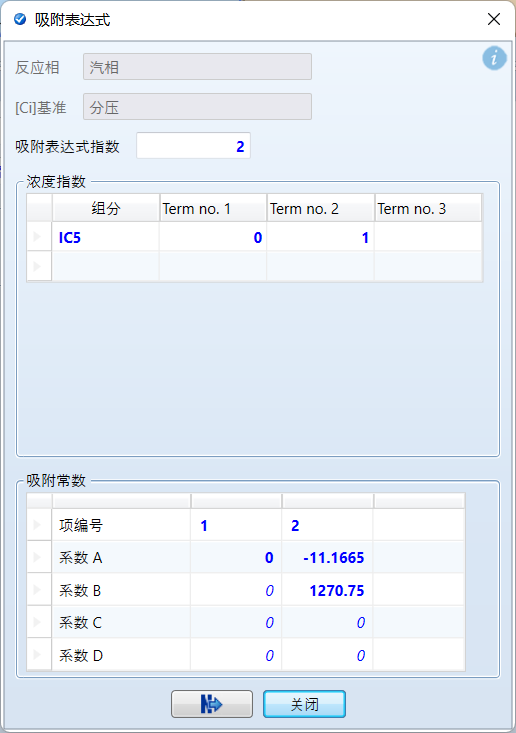 吸附表达式
反应相 汽相
[Ci]基准 分压
吸附表达式指数 2
浓度指数
组分 Term no. 1 Term no. 2 Term no. 3
IC5 0 1
吸附常数
项编号 1 2
系数 A 0 -11.1665
系数 B 0 1270.75
系数 C 0 0
系数 D 0 0
关闭